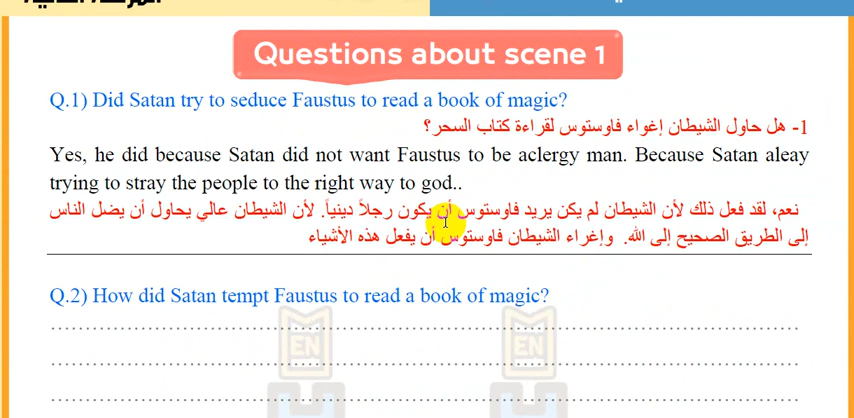 Questions about scene 1
Q.1) Did Satan try to seduce Faustus to read a book of magic?
1- هل حاول الشيطان إغواء فاوستوس لقراءة كتاب السحر؟
Yes, he did because Satan did not want Faustus to be aclergy man. Because Satan aleay
trying to stray the people to the right way to god..
نعم، لقد فعل ذلك لأن الشيطان لم يكن يريد فاوستوس أن يكون رجلاً دينياً. لأن الشيطان عالي يحاول أن يضل الناس
إلى الطريق الصحيح إلى الله. وإغراء الشيطان فاوستوس أن يفعل هذه الأشياء
Q.2) How did Satan tempt Faustus to read a book of magic?
EN EN